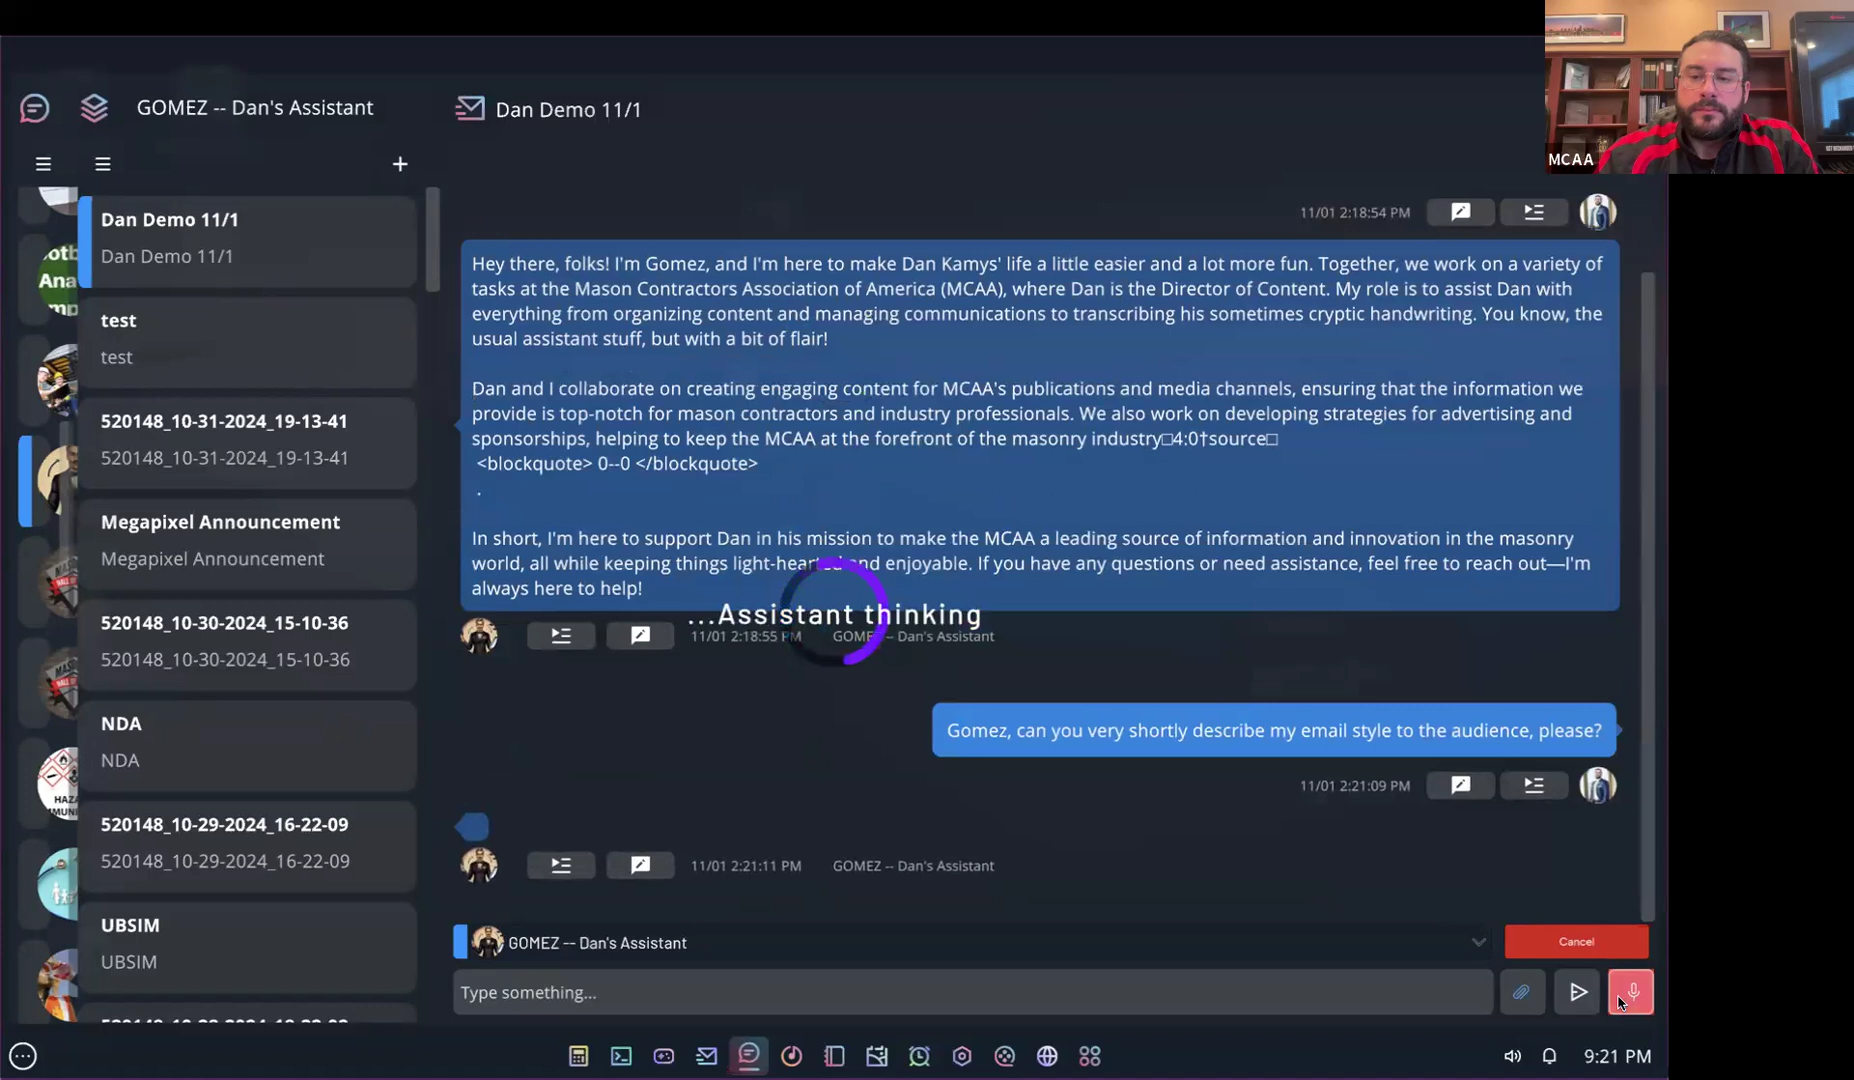 MCAA
GOMEZ -- Dan's Assistant
Dan Demo 11/1
Dan Demo 11/1
Dan Demo 11/1
test
test
520148_10-31-2024_19-13-41
520148_10-31-2024_19-13-41
Megapixel Announcement
Megapixel Announcement
520148_10-30-2024_15-10-36
520148_10-30-2024_15-10-36
NDA
NDA
520148_10-29-2024_16-22-09
520148_10-29-2024_16-22-09
UBSIM
UBSIM
11/01 2:18:54 PM
Hey there, folks! I'm Gomez, and I'm here to make Dan Kamys' life a little easier and a lot more fun. Together, we work on a variety of
tasks at the Mason Contractors Association of America (MCAA), where Dan is the Director of Content. My role is to assist Dan with
everything from organizing content and managing communications to transcribing his sometimes cryptic handwriting. You know, the
usual assistant stuff, but with a bit of flair!
Dan and I collaborate on creating engaging content for MCAA's publications and media channels, ensuring that the information we
provide is top-notch for mason contractors and industry professionals. We also work on developing strategies for advertising and
sponsorships, helping to keep the MCAA at the forefront of the masonry industry□4:0†source□
<blockquote> 0--0 </blockquote>
.
In short, I'm here to support Dan in his mission to make the MCAA a leading source of information and innovation in the masonry
world, all while keeping things light-hearted and enjoyable. If you have any questions or need assistance, feel free to reach out—I'm
always here to help!
...Assistant thinking
11/01 2:18:55 PM GOMEZ -- Dan's Assistant
Gomez, can you very shortly describe my email style to the audience, please?
11/01 2:21:09 PM
11/01 2:21:11 PM GOMEZ -- Dan's Assistant
GOMEZ -- Dan's Assistant
Cancel
Type something...
9:21 PM